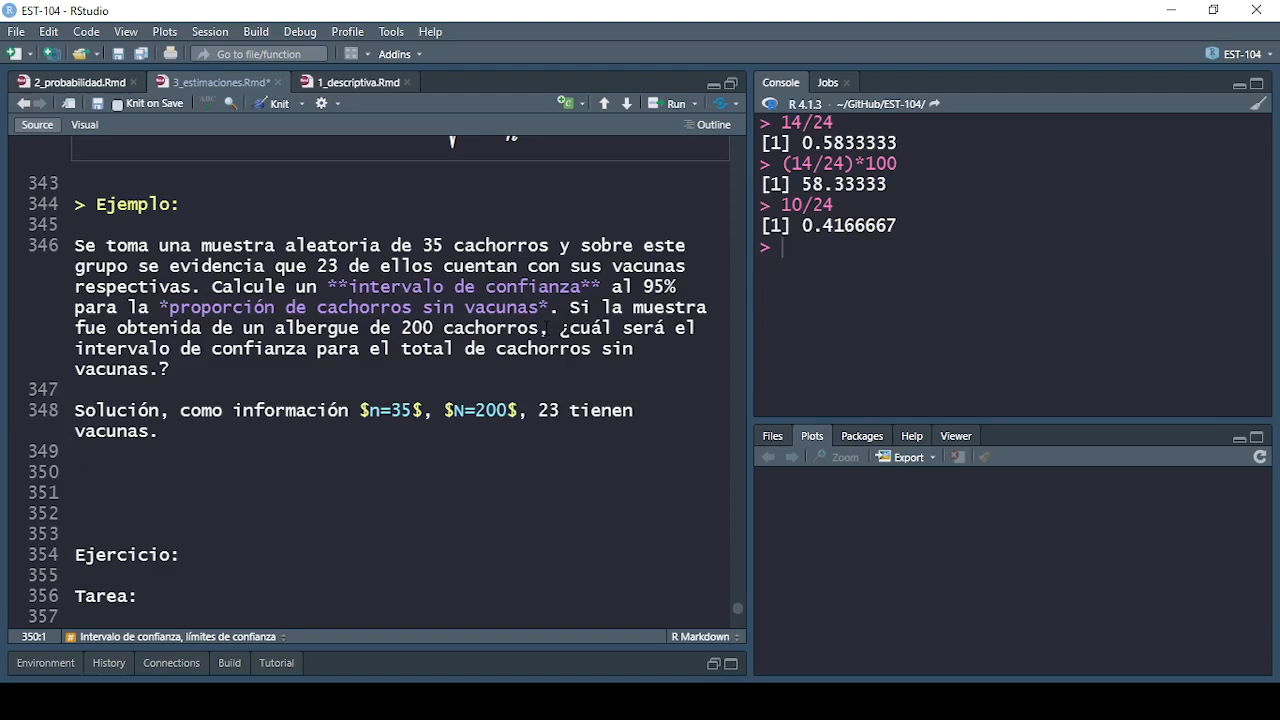 EST-104 - RStudio
File Edit Code View Plots Session Build Debug Profile Tools Help
Go to file/function Addins EST-104
2_probabilidad.Rmd 3_estimaciones.Rmd* 1_descriptiva.Rmd
Knit on Save ABC Knit Run
Source Visual Outline
343
344 > Ejemplo:
345
346 Se toma una muestra aleatoria de 35 cachorros y sobre este
grupo se evidencia que 23 de ellos cuentan con sus vacunas
respectivas. Calcule un **intervalo de confianza** al 95%
para la *proporción de cachorros sin vacunas*. Si la muestra
fue obtenida de un albergue de 200 cachorros, ¿cuál será el
intervalo de confianza para el total de cachorros sin
vacunas.?
347
348 Solución, como información $n=35$, $N=200$, 23 tienen
vacunas.
349
350
351
352
353
354 Ejercicio:
355
356 Tarea:
357
350:1 # Intervalo de confianza, límites de confianza R Markdown
Environment History Connections Build Tutorial
Console Jobs
R 4.1.3 · ~/GitHub/EST-104/
> 14/24
[1] 0.5833333
> (14/24)*100
[1] 58.33333
> 10/24
[1] 0.4166667
>
Files Plots Packages Help Viewer
Zoom Export